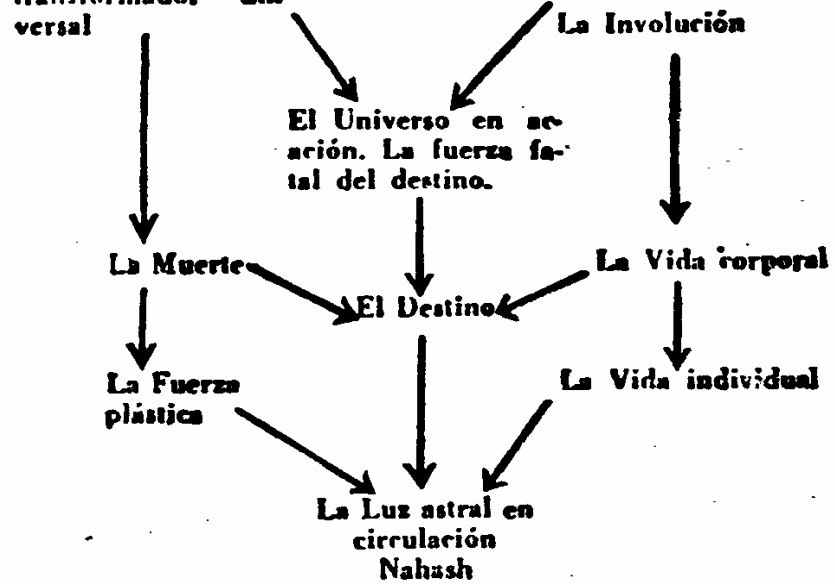 versal
La Involución
El Universo en ac-
ación. La fuerza fa-
tal del destino.
La Muerte
La Vida corporal
El Destino
La Fuerza
plástica
La Vida individual
La Luz astral en
circulación
Nahash